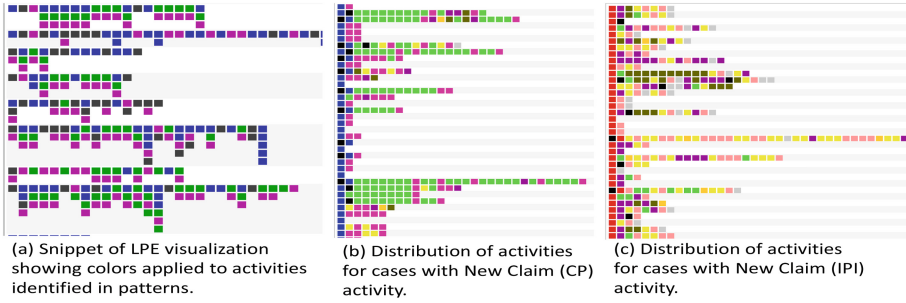 (a) Snippet of LPE visualization
showing colors applied to activities
identified in patterns.
(b) Distribution of activities
for cases with New Claim (CP)
activity.
(c) Distribution of activities
for cases with New Claim (IPI)
activity.